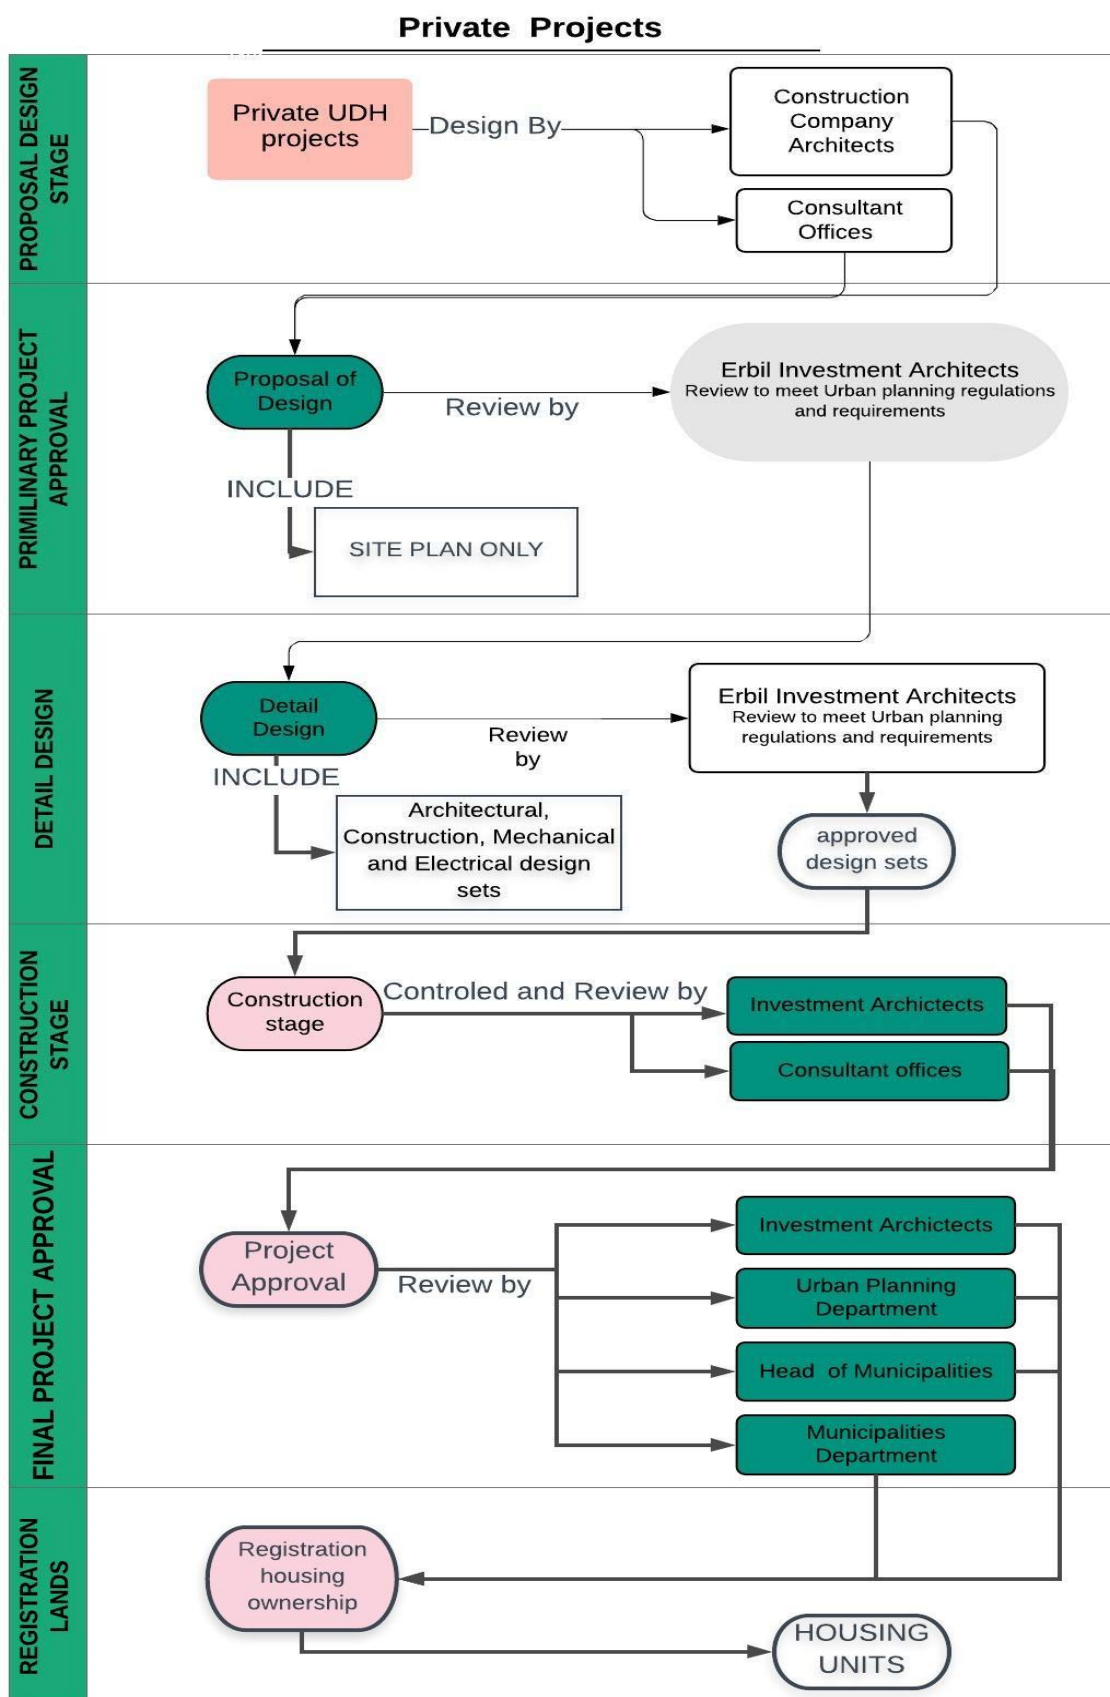 Private Projects
PROPOSAL DESIGN
STAGE
Private UDH
projects
Design By
Construction
Company
Architects
Consultant
Offices
PRIMILINARY PROJECT
APPROVAL
Proposal of
Design
Review by
Erbil Investment Architects
Review to meet Urban planning regulations
and requirements
INCLUDE
SITE PLAN ONLY
DETAIL DESIGN
Detail
Design
Review
by
Erbil Investment Architects
Review to meet Urban planning
regulations and requirements
INCLUDE
Architectural,
Construction, Mechanical
and Electrical design
sets
approved
design sets
CONSTRUCTION
STAGE
Construction
stage
Controled and Review by
Investment Archictects
Consultant offices
FINAL PROJECT APPROVAL
Project
Approval
Review by
Investment Archictects
Urban Planning
Department
Head of Municipalities
Municipalities
Department
REGISTRATION
LANDS
Registration
housing
ownership
HOUSING
UNITS